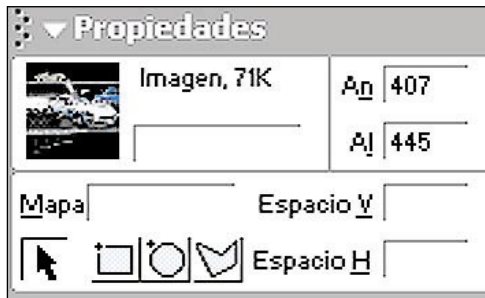 Propiedades
Imagen, 71K
An 407
Al 445
Mapa
Espacio V
Espacio H